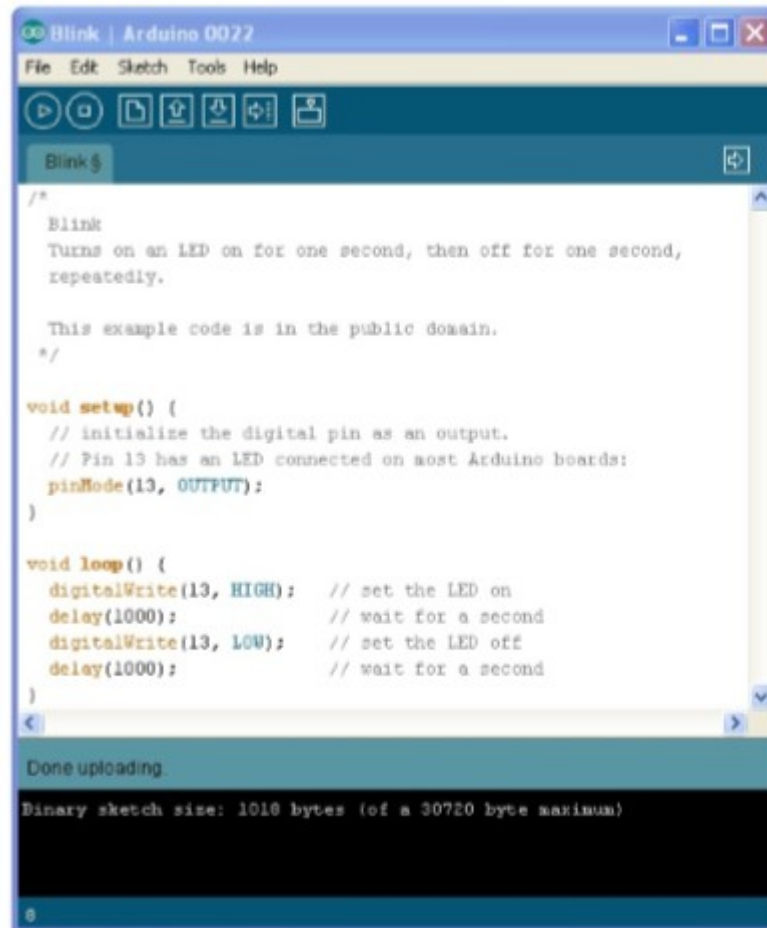 Blink | Arduino 0022
File Edit Sketch Tools Help
Blink §
/*
  Blink
  Turns on an LED on for one second, then off for one second,
  repeatedly.

  This example code is in the public domain.
 */

void setup() {
  // initialize the digital pin as an output.
  // Pin 13 has an LED connected on most Arduino boards:
  pinMode(13, OUTPUT);
}

void loop() {
  digitalWrite(13, HIGH);   // set the LED on
  delay(1000);              // wait for a second
  digitalWrite(13, LOW);    // set the LED off
  delay(1000);              // wait for a second
}
Done uploading.
Binary sketch size: 1018 bytes (of a 30720 byte maximum)